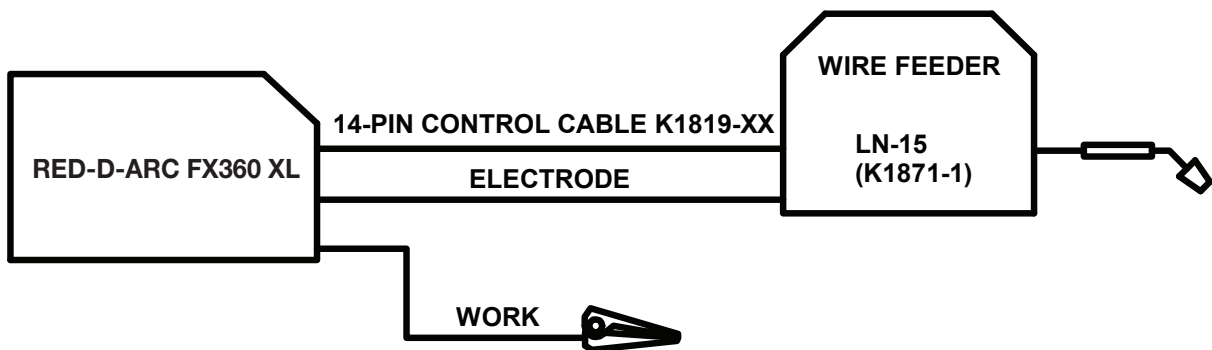 WIRE FEEDER
14-PIN CONTROL CABLE K1819-XX
RED-D-ARC FX360 XL
LN-15
(K1871-1)
ELECTRODE
WORK